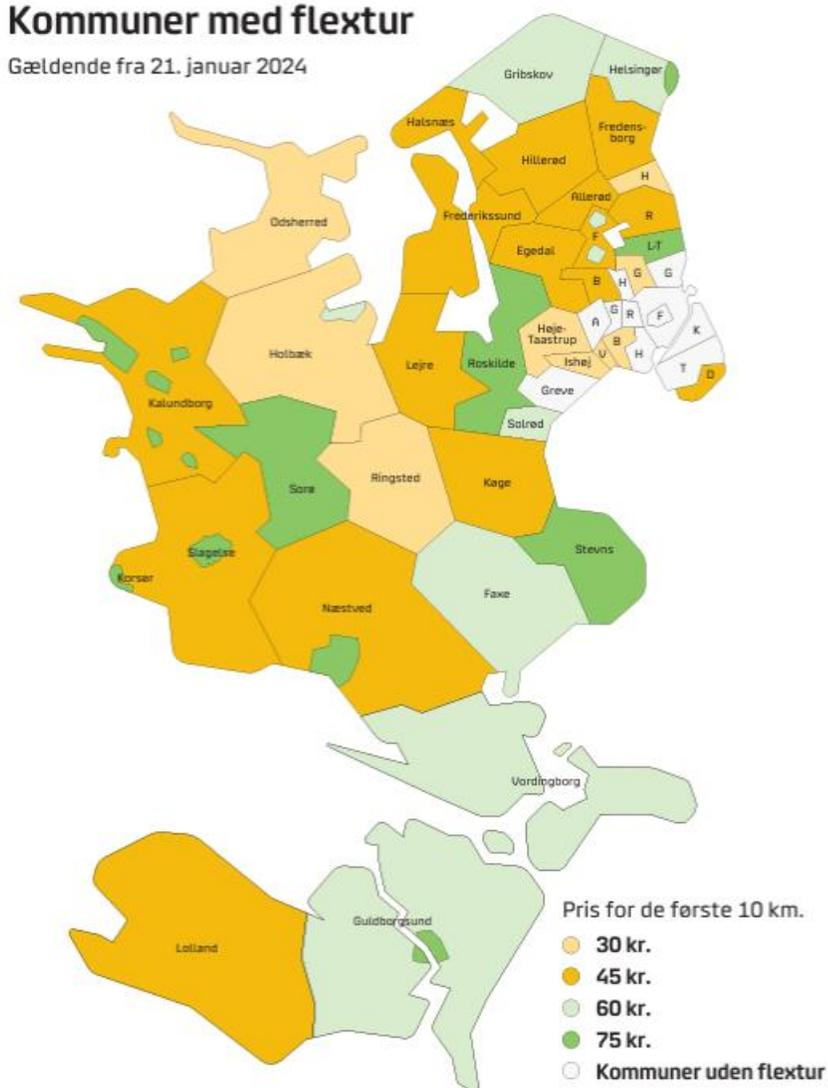 Kommuner med flextur
Gældende fra 21. januar 2024
Gribskov
Helsingør
Halsnæs
Fredens-
borg
Hillerød
H
Allerød
Odsherred
Frederikssund
R
F
Egedal
L-T
B
H
G
G
Høje-
Taastrup
A
G
R
F
K
Holbæk
Lejre
Roskilde
Ishøj
V
B
H
T
D
Greve
Kalundborg
Solrød
Ringsted
Køge
Sorø
Slagelse
Stevns
Korsør
Faxe
Næstved
Vordingborg
Guldborgsund
Lolland
Pris for de første 10 km.
30 kr.
45 kr.
60 kr.
75 kr.
Kommuner uden flextur